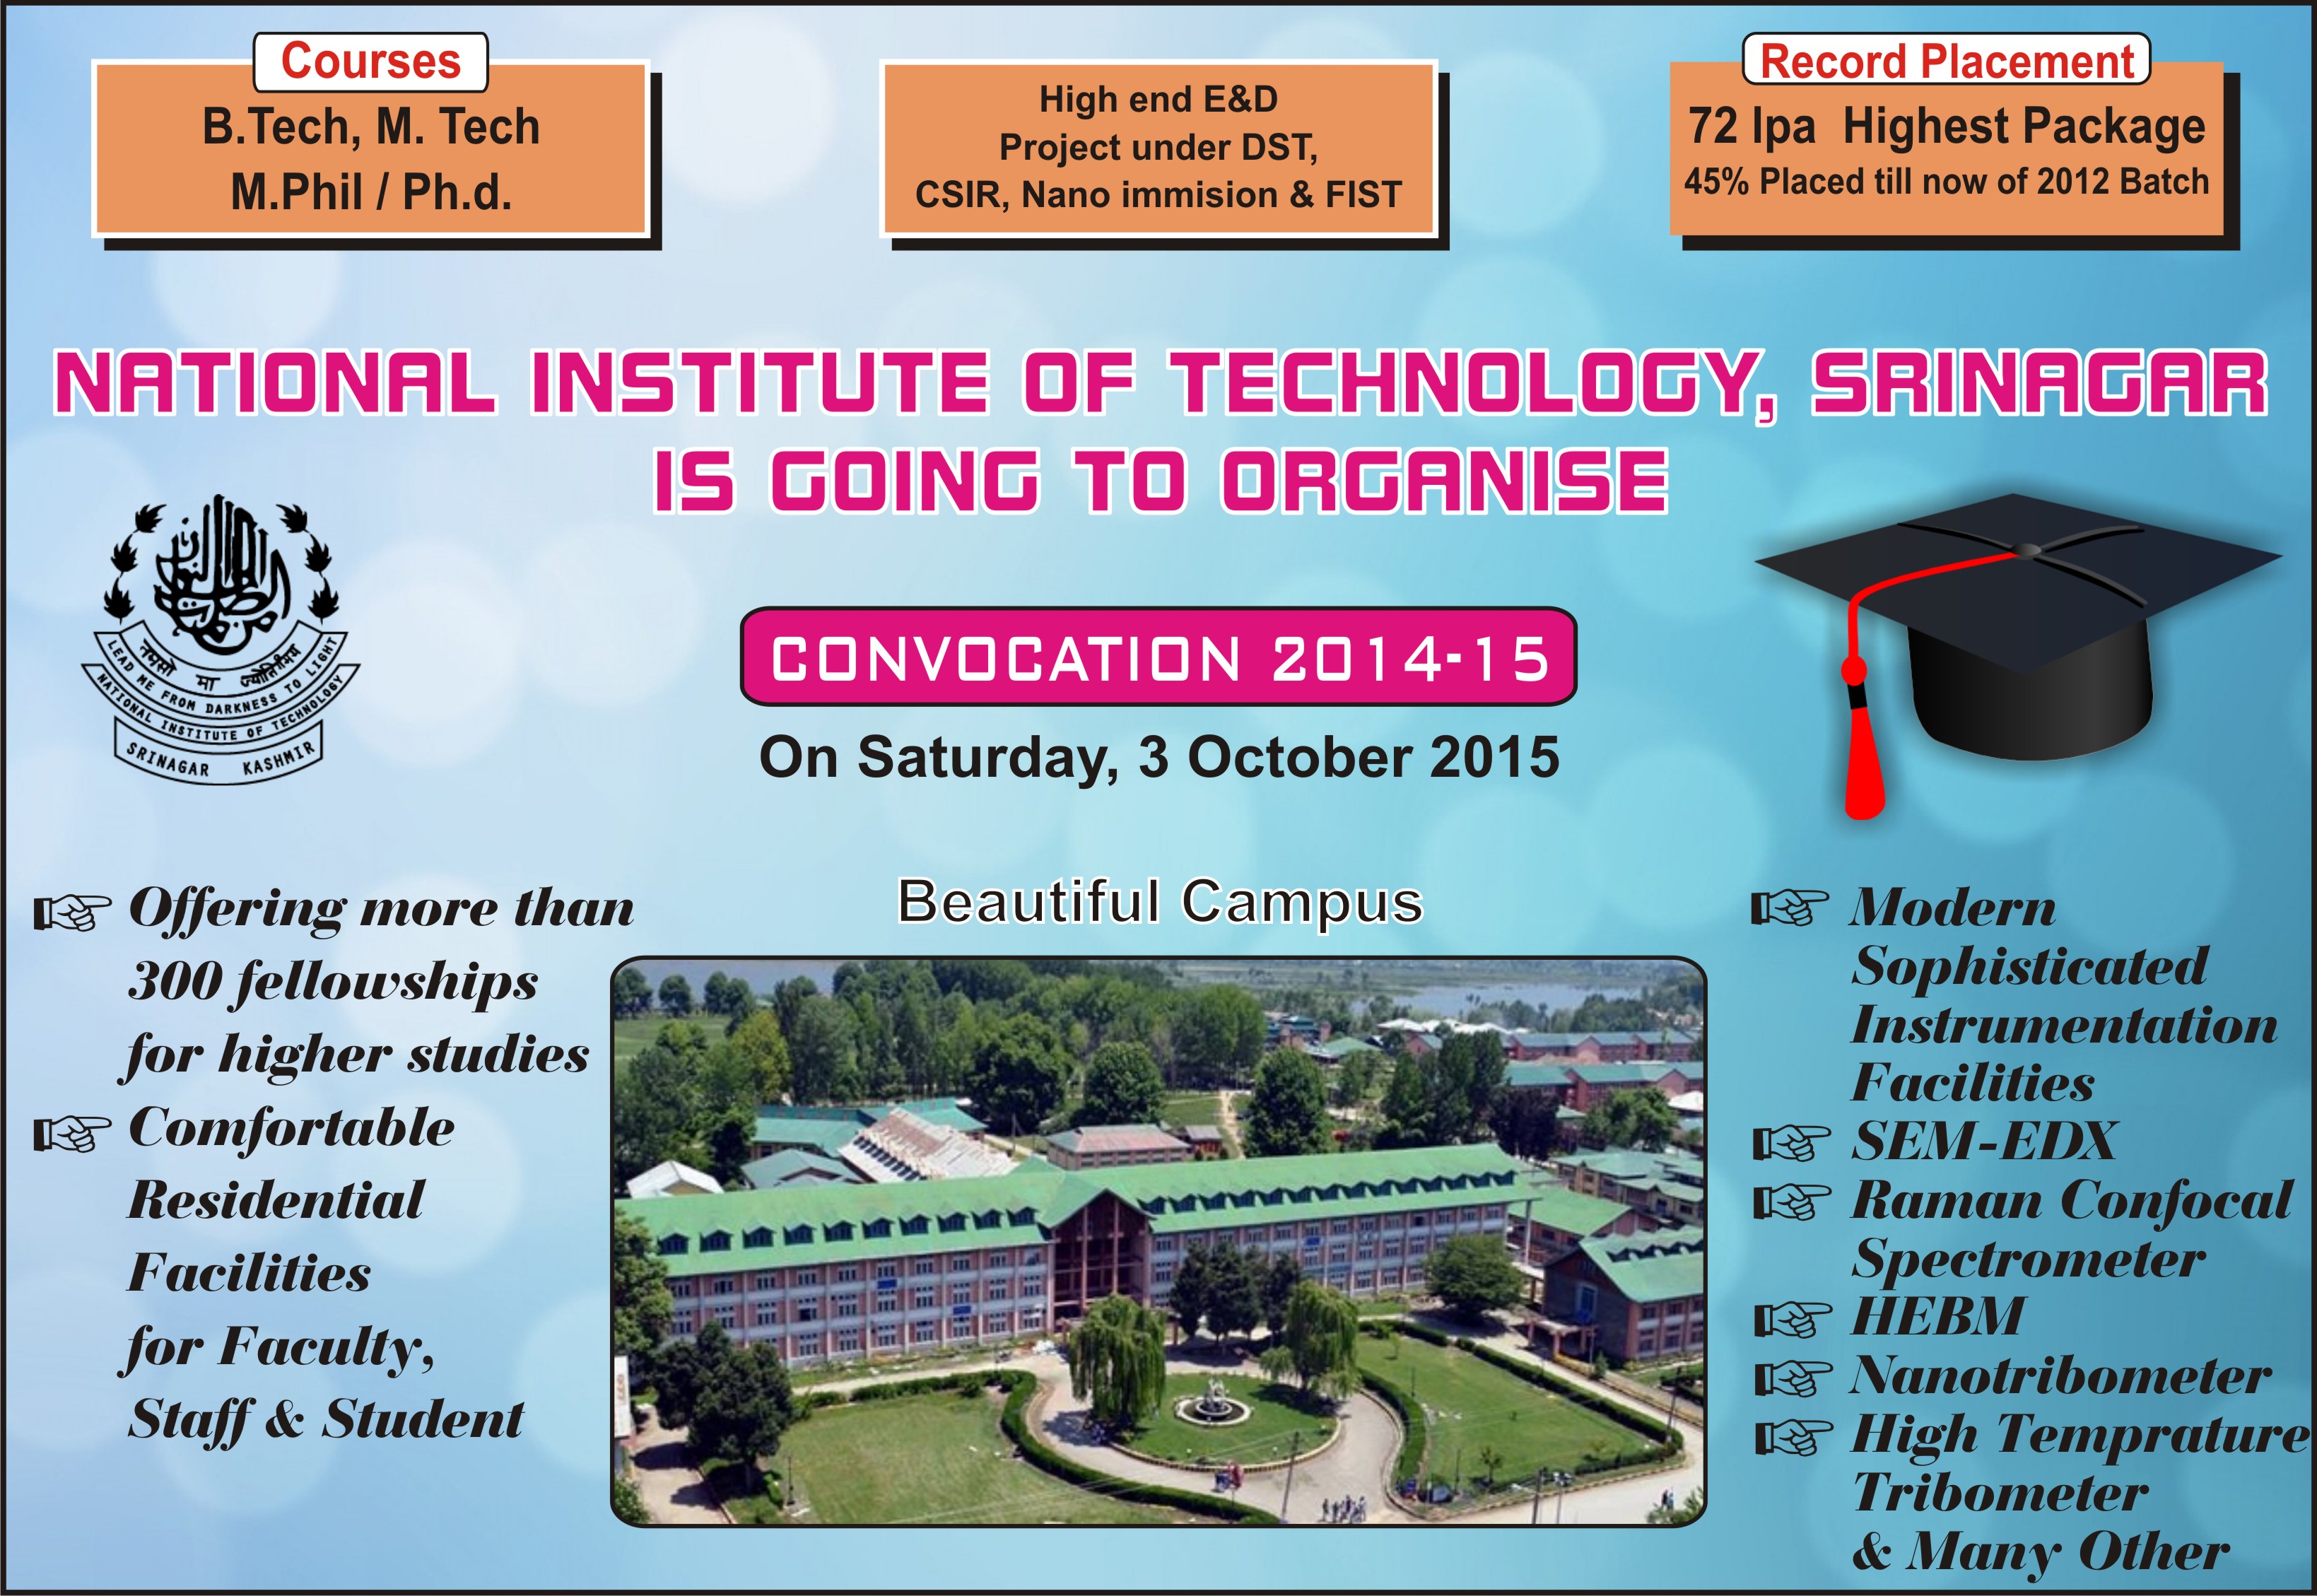 Courses
B.Tech, M. Tech
M.Phil / Ph.d.
High end E&D
Project under DST,
CSIR, Nano immision & FIST
Record Placement
72 lpa Highest Package
45% Placed till now of 2012 Batch
NATIONAL INSTITUTE OF TECHNOLOGY, SRINAGAR
IS GOING TO ORGANISE
तमसो मा ज्योतिर्गमय
LEAD ME FROM DARKNESS TO LIGHT
NATIONAL INSTITUTE OF TECHNOLOGY
SRINAGAR KASHMIR
CONVOCATION 2014-15
On Saturday, 3 October 2015
Offering more than
300 fellowships
for higher studies
Comfortable
Residential
Facilities
for Faculty,
Staff & Student
Beautiful Campus
Modern
Sophisticated
Instrumentation
Facilities
SEM-EDX
Raman Confocal
Spectrometer
HEBM
Nanotribometer
High Temprature
Tribometer
& Many Other